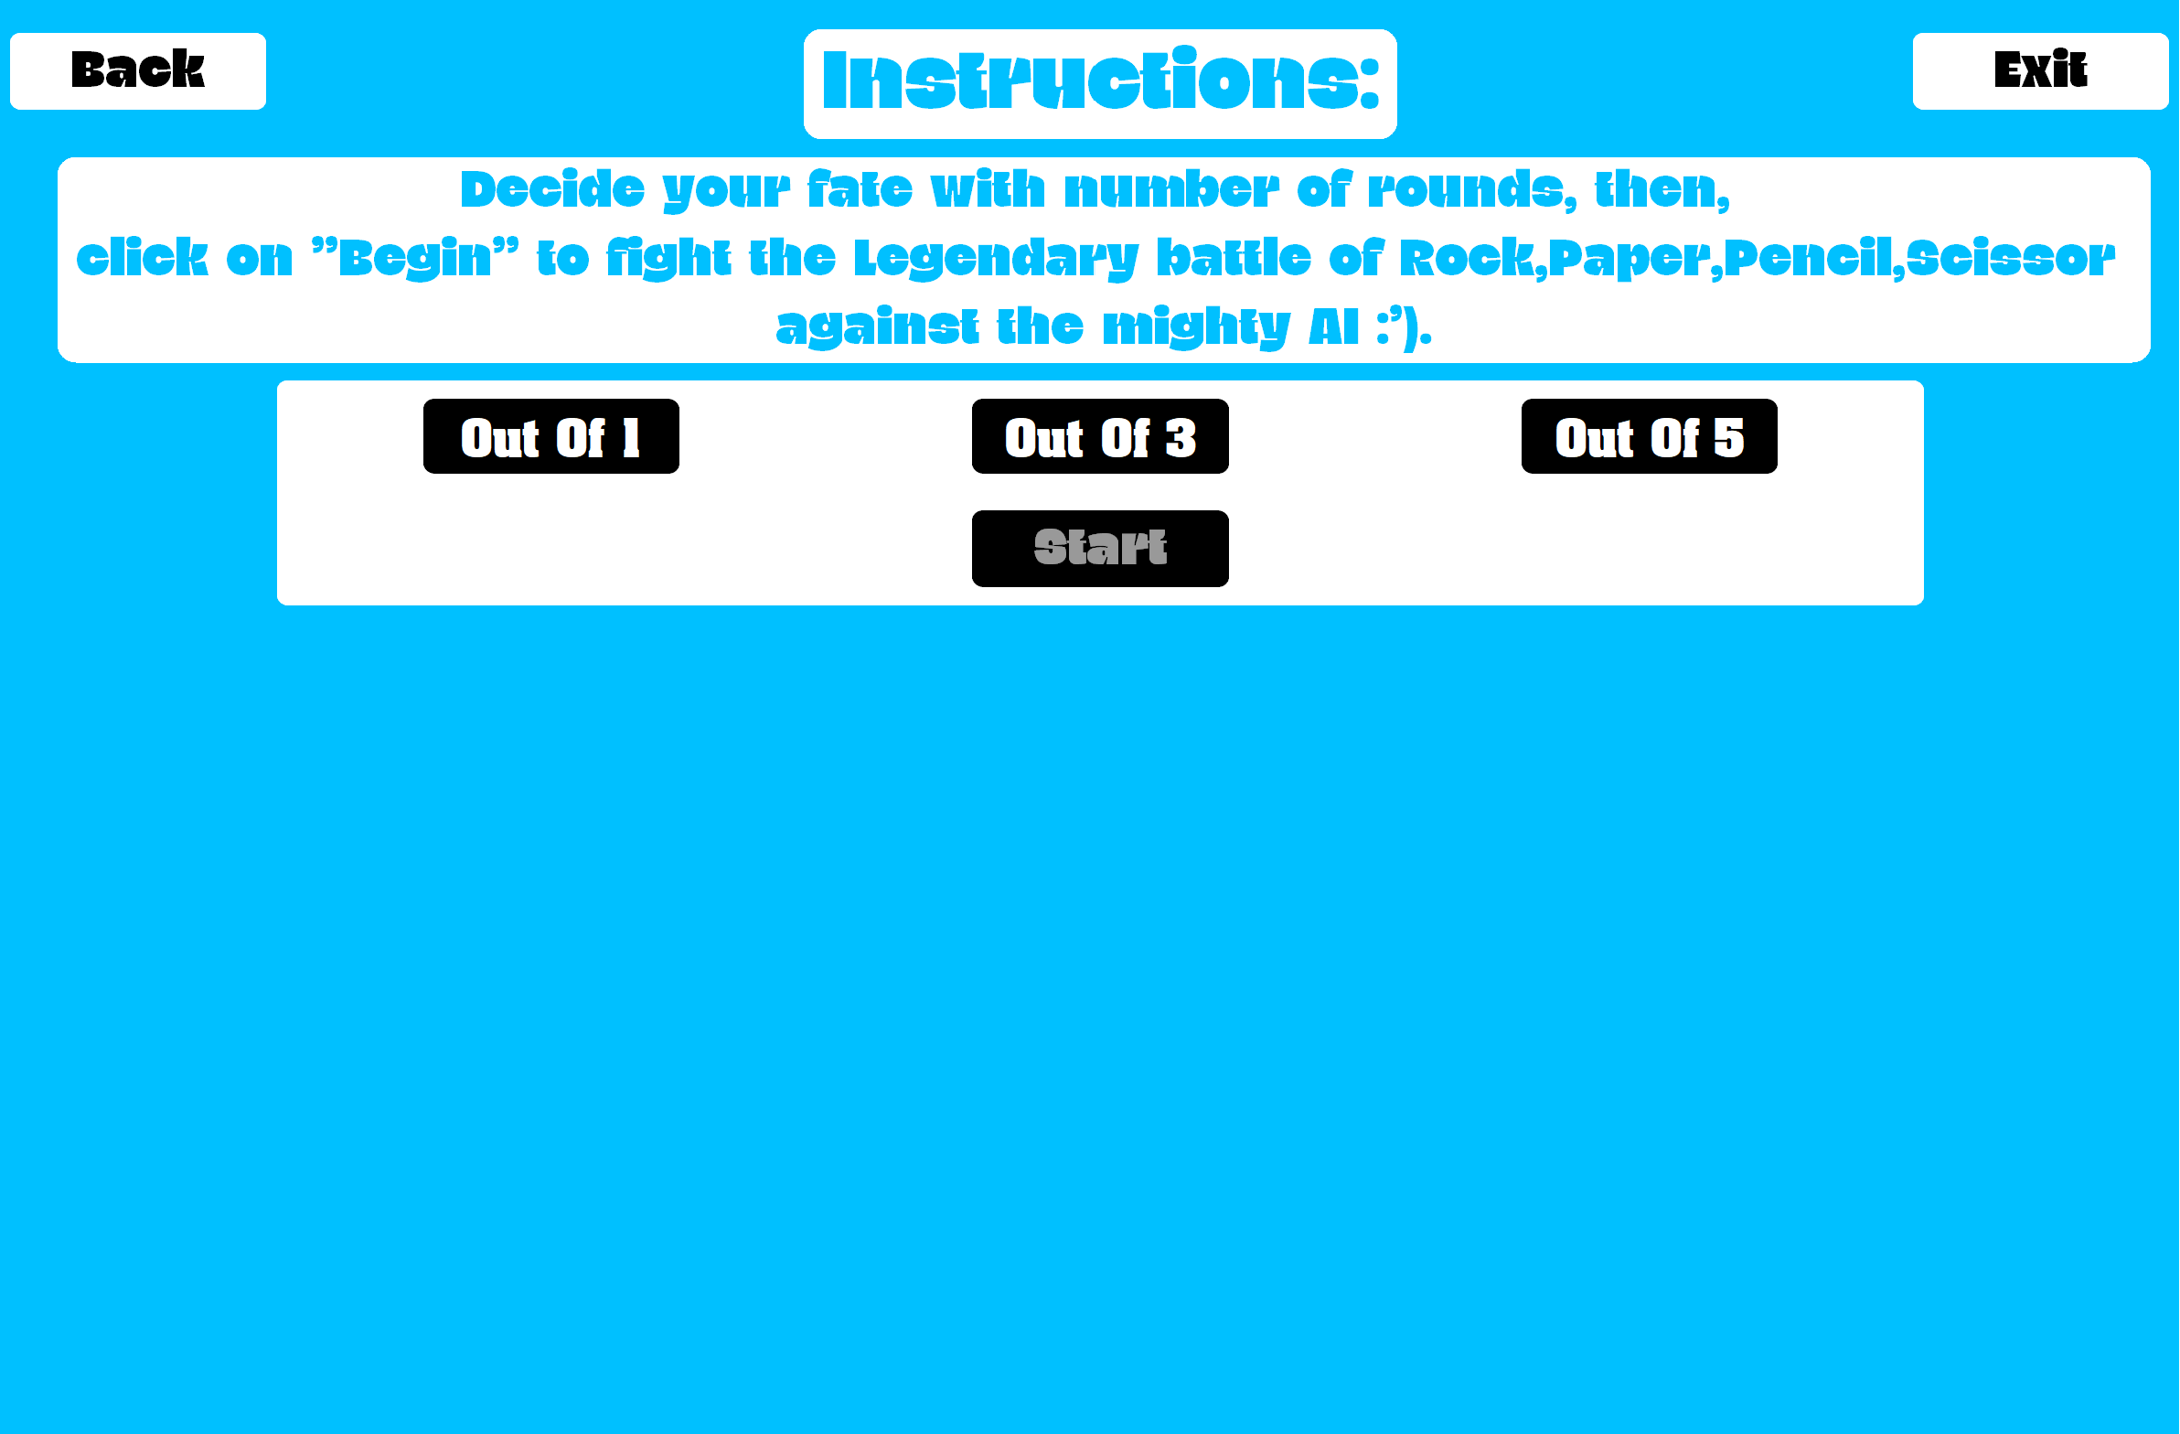 Back
Instructions:
Exit
Decide your fate with number of rounds, then,
click on "Begin" to fight the Legendary battle of Rock,Paper,Pencil,Scissor
against the mighty AI :').
Out Of 1
Out Of 3
Out Of 5
Start